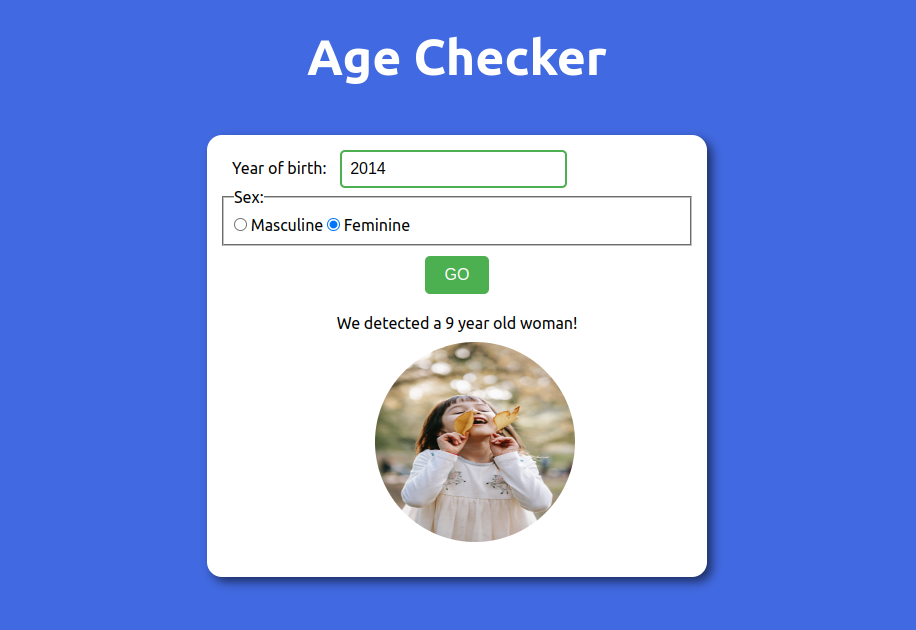 Age Checker
Year of birth: 2014
Sex:
Masculine Feminine
GO
We detected a 9 year old woman!